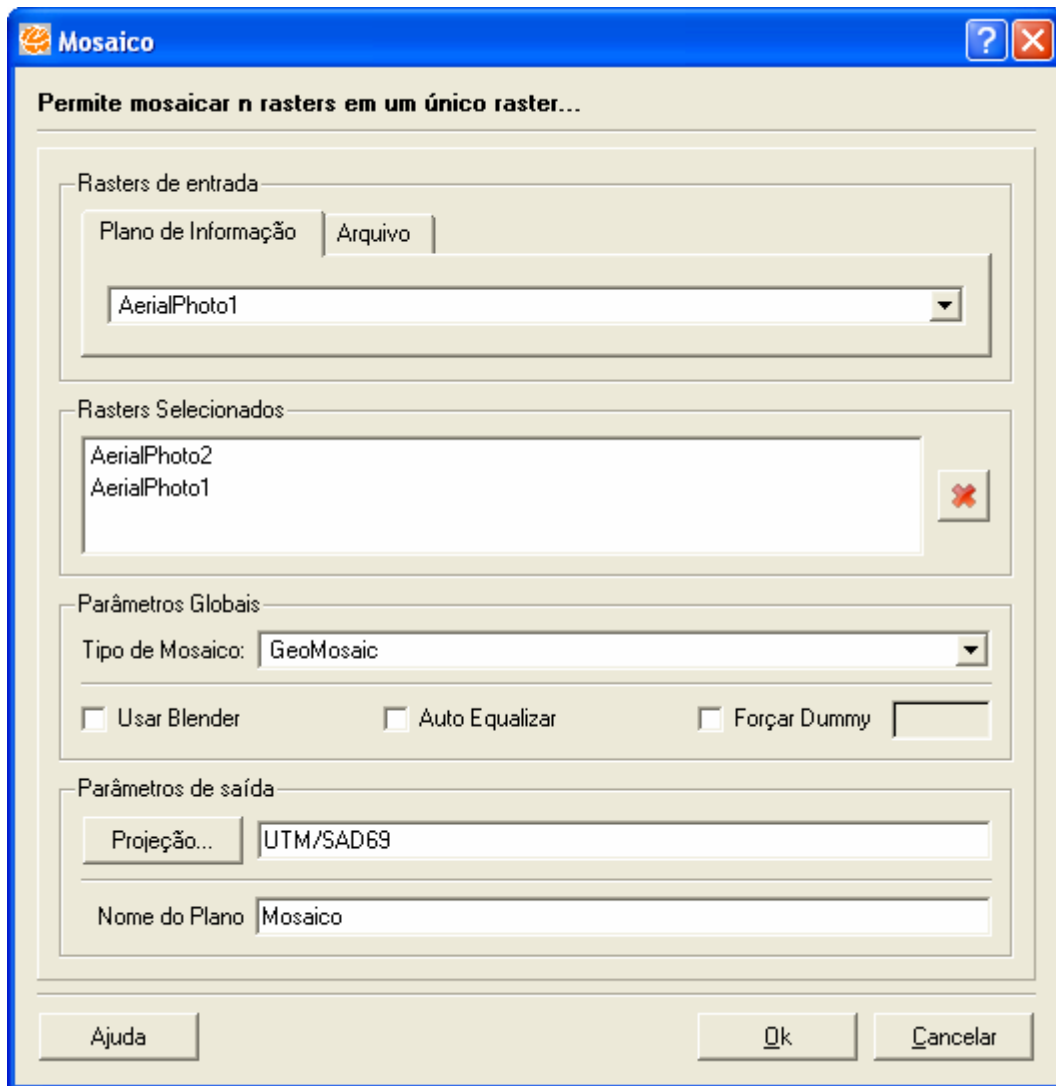 Mosaico
Permite mosaicar n rasters em um único raster...
Rasters de entrada
Plano de Informação Arquivo
AerialPhoto1
Rasters Selecionados
AerialPhoto2
AerialPhoto1
Parâmetros Globais
Tipo de Mosaico: GeoMosaic
Usar Blender Auto Equalizar Forçar Dummy
Parâmetros de saída
Projeção... UTM/SAD69
Nome do Plano Mosaico
Ajuda Ok Cancelar